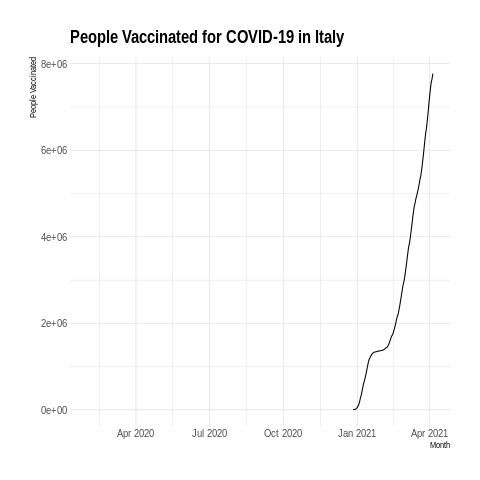 People Vaccinated for COVID-19 in Italy
People Vaccinated
8e+06
6e+06
4e+06
2e+06
0e+00
Apr 2020 Jul 2020 Oct 2020 Jan 2021 Apr 2021
Month